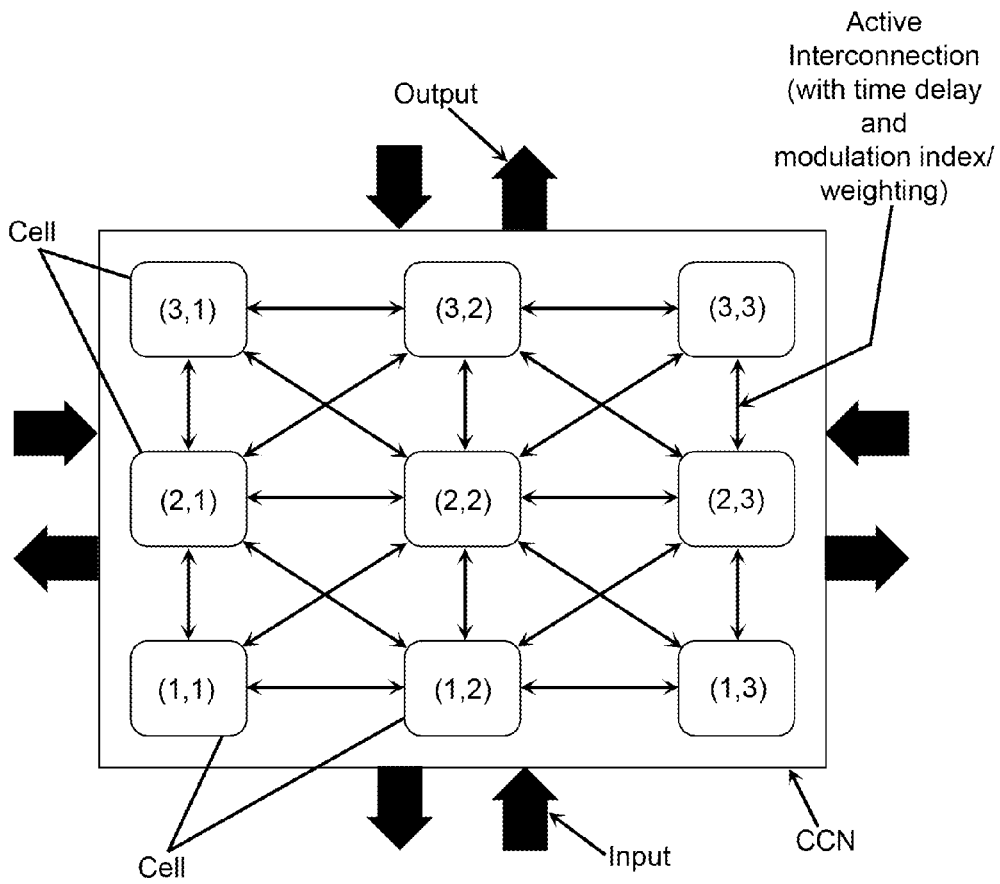 Active
Interconnection
(with time delay
and
modulation index/
weighting)
Output
Cell
(3,1)
(3,2)
(3,3)
(2,1)
(2,2)
(2,3)
(1,1)
(1,2)
(1,3)
CCN
Input
Cell